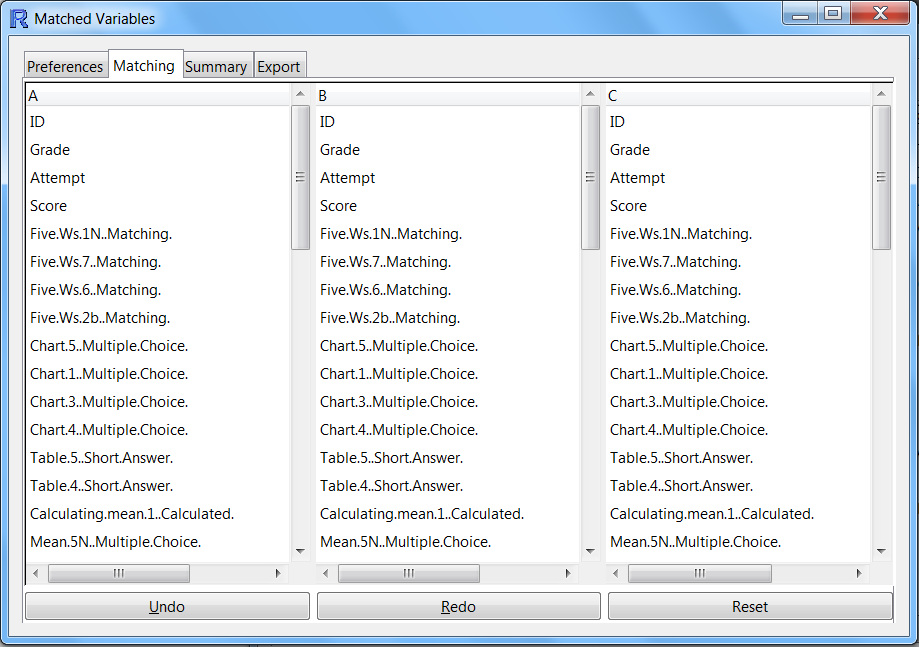 Matched Variables
Preferences Matching Summary Export
A B C
ID ID ID
Grade Grade Grade
Attempt Attempt Attempt
Score Score Score
Five.Ws.1N..Matching. Five.Ws.1N..Matching. Five.Ws.1N..Matching.
Five.Ws.7..Matching. Five.Ws.7..Matching. Five.Ws.7..Matching.
Five.Ws.6..Matching. Five.Ws.6..Matching. Five.Ws.6..Matching.
Five.Ws.2b..Matching. Five.Ws.2b..Matching. Five.Ws.2b..Matching.
Chart.5..Multiple.Choice. Chart.5..Multiple.Choice. Chart.5..Multiple.Choice.
Chart.1..Multiple.Choice. Chart.1..Multiple.Choice. Chart.1..Multiple.Choice.
Chart.3..Multiple.Choice. Chart.3..Multiple.Choice. Chart.3..Multiple.Choice.
Chart.4..Multiple.Choice. Chart.4..Multiple.Choice. Chart.4..Multiple.Choice.
Table.5..Short.Answer. Table.5..Short.Answer. Table.5..Short.Answer.
Table.4..Short.Answer. Table.4..Short.Answer. Table.4..Short.Answer.
Calculating.mean.1..Calculated. Calculating.mean.1..Calculated. Calculating.mean.1..Calculated.
Mean.5N..Multiple.Choice. Mean.5N..Multiple.Choice. Mean.5N..Multiple.Choice.
Undo Redo Reset